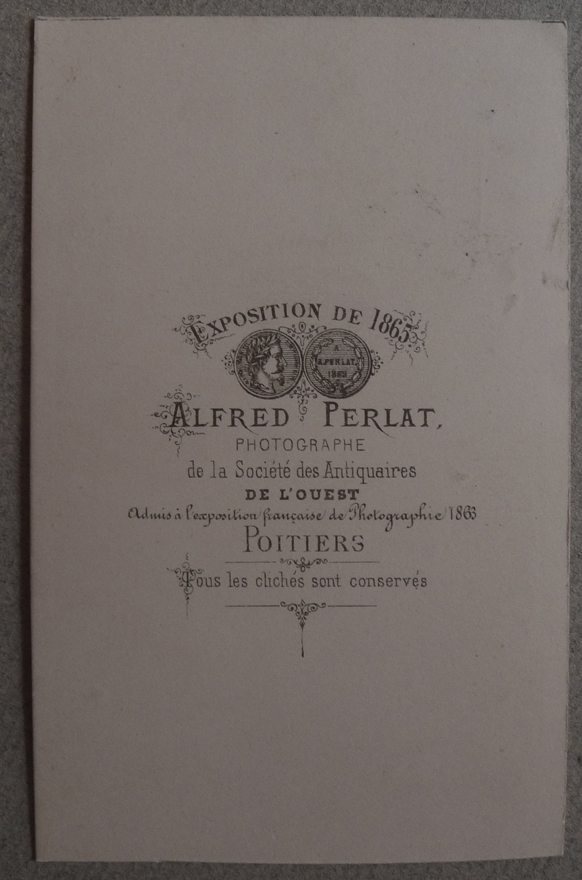 EXPOSITION DE 1865
A
A. PERLAT.
ALFRED PERLAT,
PHOTOGRAPHE
de la Société des Antiquaires
DE L'OUEST
Admis à l'exposition française de Photographie 1863
POITIERS
Tous les clichés sont conservés